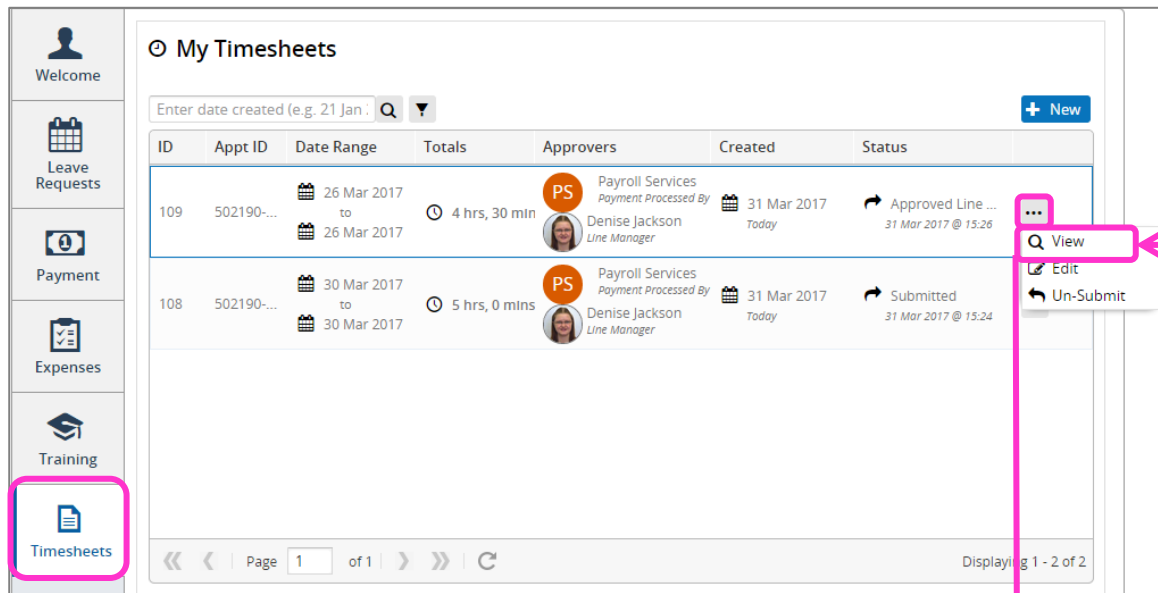 Welcome
Leave
Requests
Payment
Expenses
Training
Timesheets
My Timesheets
Enter date created (e.g. 21 Jan
+ New
ID Appt ID Date Range Totals Approvers Created Status
109 502190-... 26 Mar 2017 to 26 Mar 2017 4 hrs, 30 min PS Payroll Services Payment Processed By Denise Jackson Line Manager 31 Mar 2017 Today Approved Line ... 31 Mar 2017 @ 15:26 ...
View
Edit
Un-Submit
108 502190-... 30 Mar 2017 to 30 Mar 2017 5 hrs, 0 mins PS Payroll Services Payment Processed By Denise Jackson Line Manager 31 Mar 2017 Today Submitted 31 Mar 2017 @ 15:24
Page 1 of 1
Displaying 1 - 2 of 2